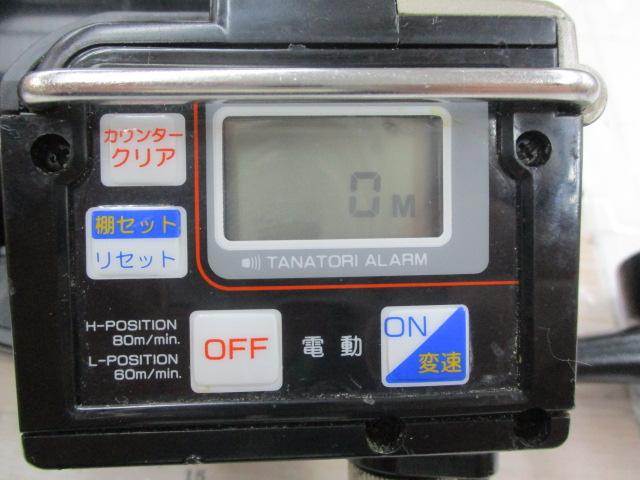 カウンター
クリア
0M
棚セット
リセット
TANATORI ALARM
H-POSITION
80m/min.
L-POSITION
60m/min.
OFF
電動
ON
変速
15